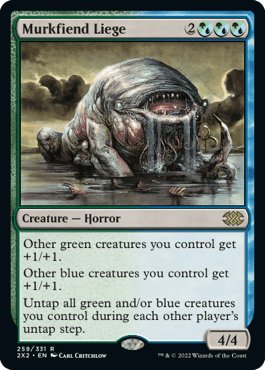 Murkfiend Liege 2
Creature — Horror
Other green creatures you control get
+1/+1.
Other blue creatures you control get
+1/+1.
Untap all green and/or blue creatures
you control during each other player's
untap step.
4/4
259/331 R
2X2 • EN CARL CRITCHLOW
™ & © 2022 Wizards of the Coast